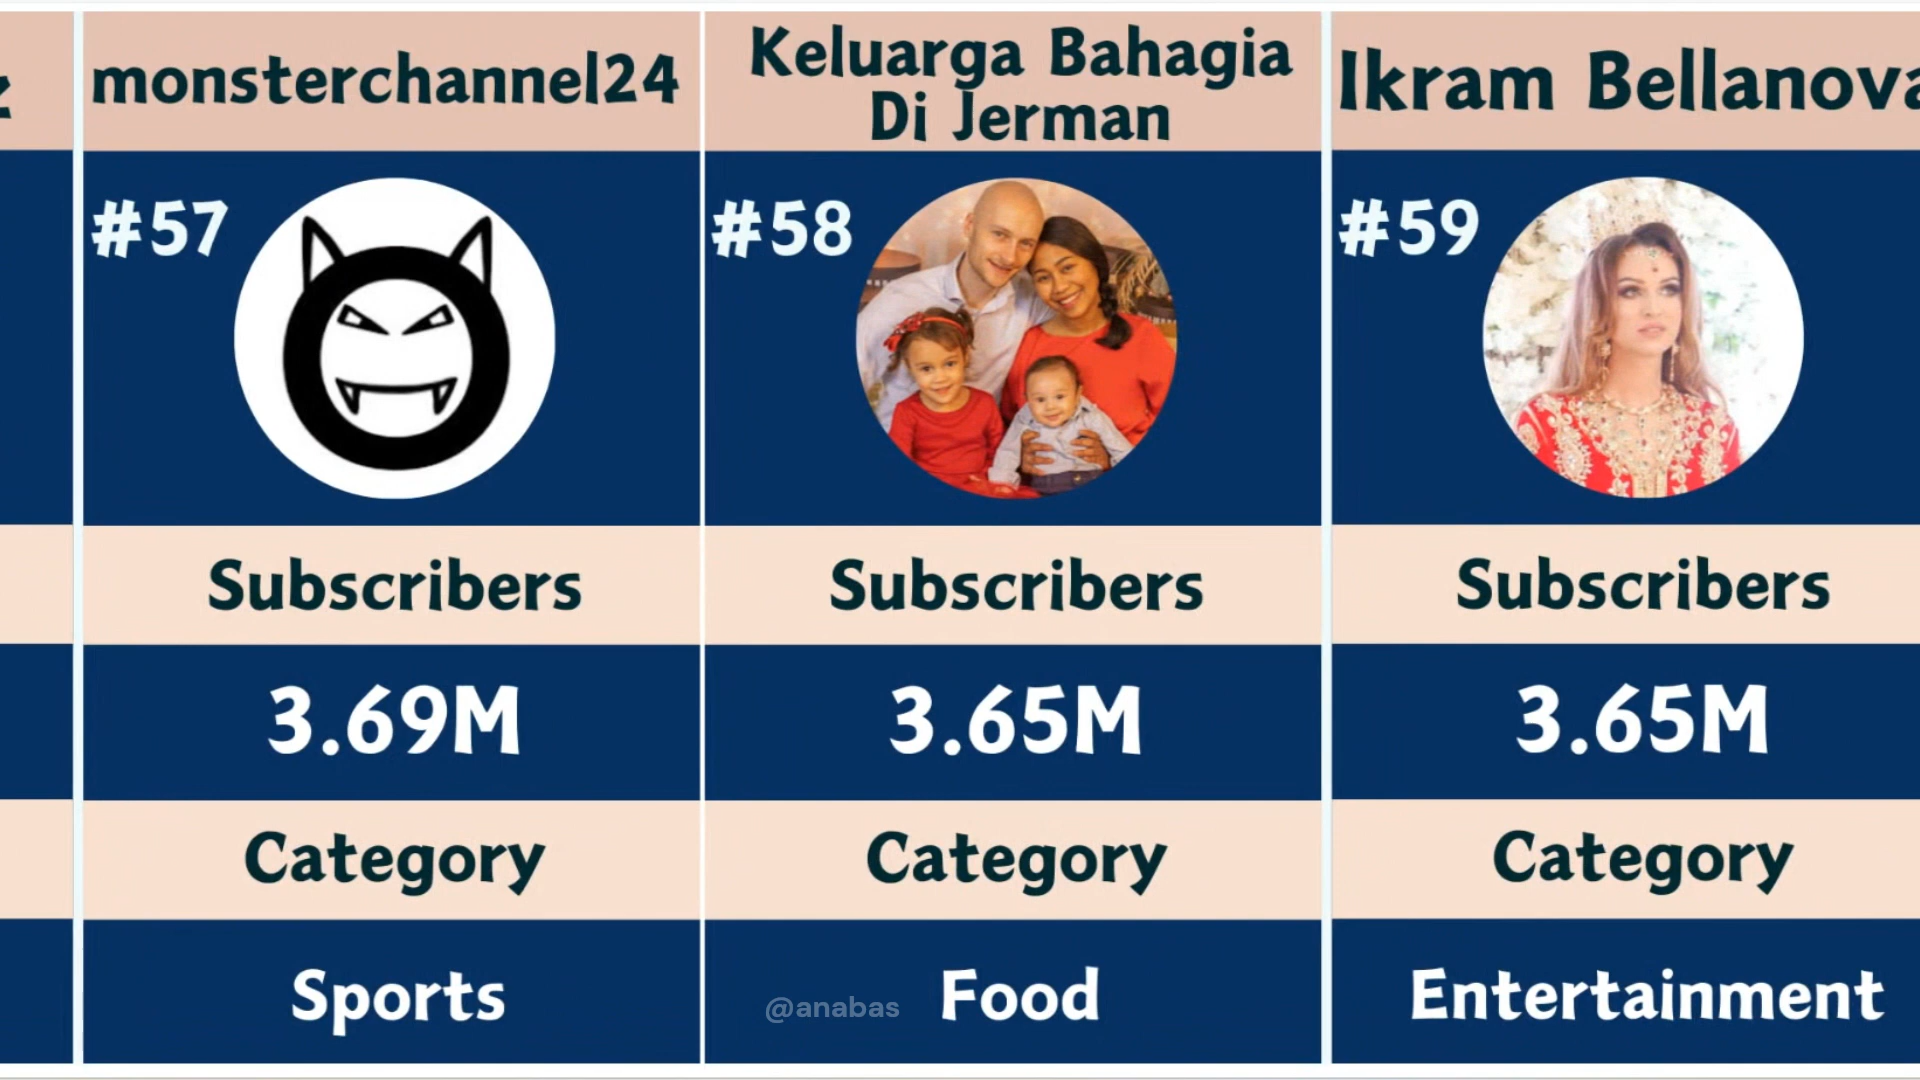 monsterchannel24
#57
Subscribers
3.69M
Category
Sports
Keluarga Bahagia
Di Jerman
#58
Subscribers
3.65M
Category
Food
@anabas
Ikram Bellanova
#59
Subscribers
3.65M
Category
Entertainment